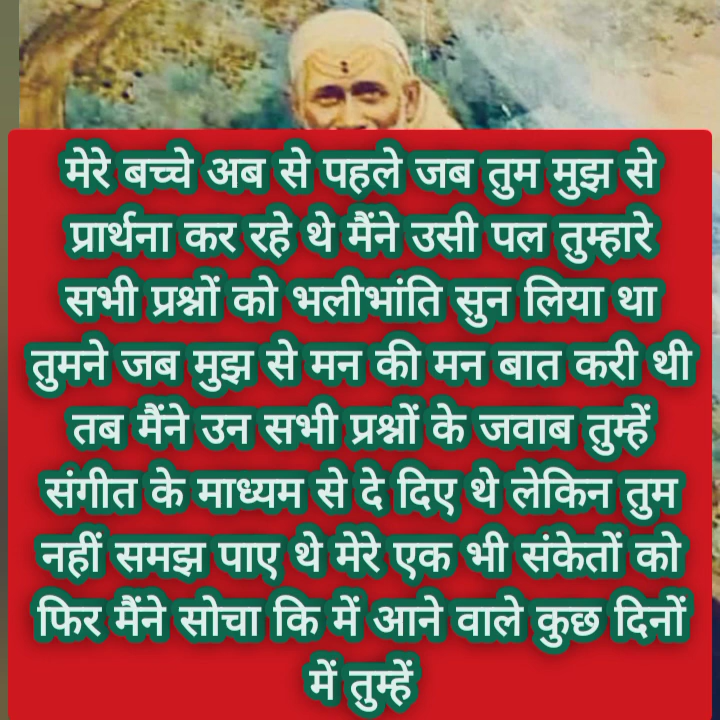 मेरे बच्चे अब से पहले जब तुम मुझ से
प्रार्थना कर रहे थे मैंने उसी पल तुम्हारे
सभी प्रश्नों को भलीभांति सुन लिया था
तुमने जब मुझ से मन की मन बात करी थी
तब मैंने उन सभी प्रश्नों के जवाब तुम्हें
संगीत के माध्यम से दे दिए थे लेकिन तुम
नहीं समझ पाए थे मेरे एक भी संकेतों को
फिर मैंने सोचा कि में आने वाले कुछ दिनों
में तुम्हें